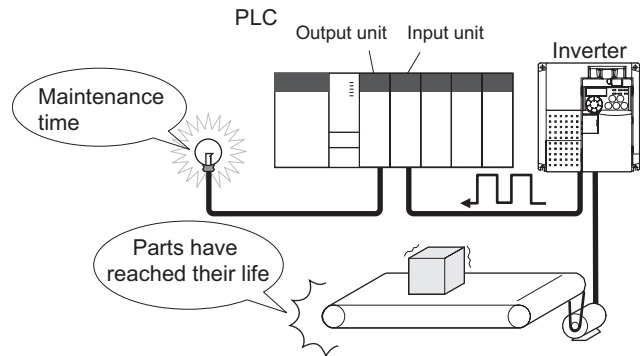 PLC
Output unit
Input unit
Inverter
Maintenance
time
Parts have
reached their life